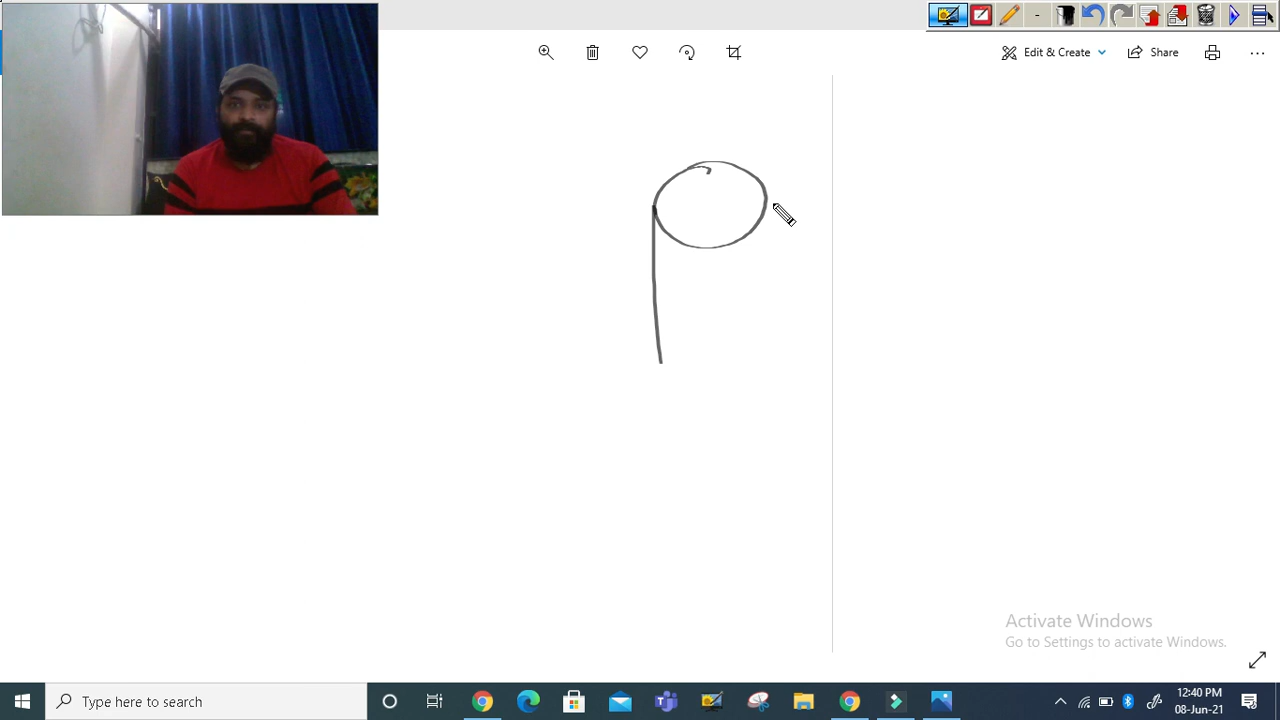 Edit & Create
Share
Activate Windows
Go to Settings to activate Windows.
Type here to search
12:40 PM
08-Jun-21